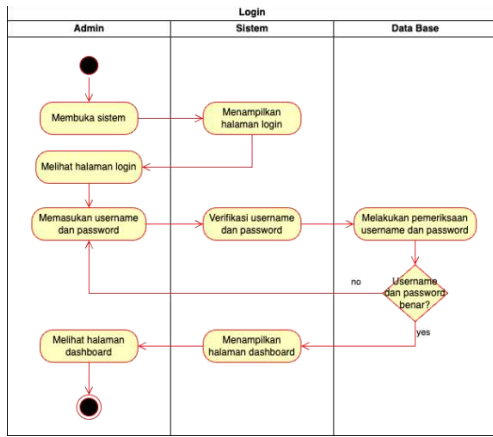 Login
Admin
Sistem
Data Base
Membuka sistem
Menampilkan
halaman login
Melihat halaman login
Memasukan username
dan password
Verifikasi username
dan password
Melakukan pemeriksaan
username dan password
Username
dan password
benar?
no
yes
Menampilkan
halaman dashboard
Melihat halaman
dashboard